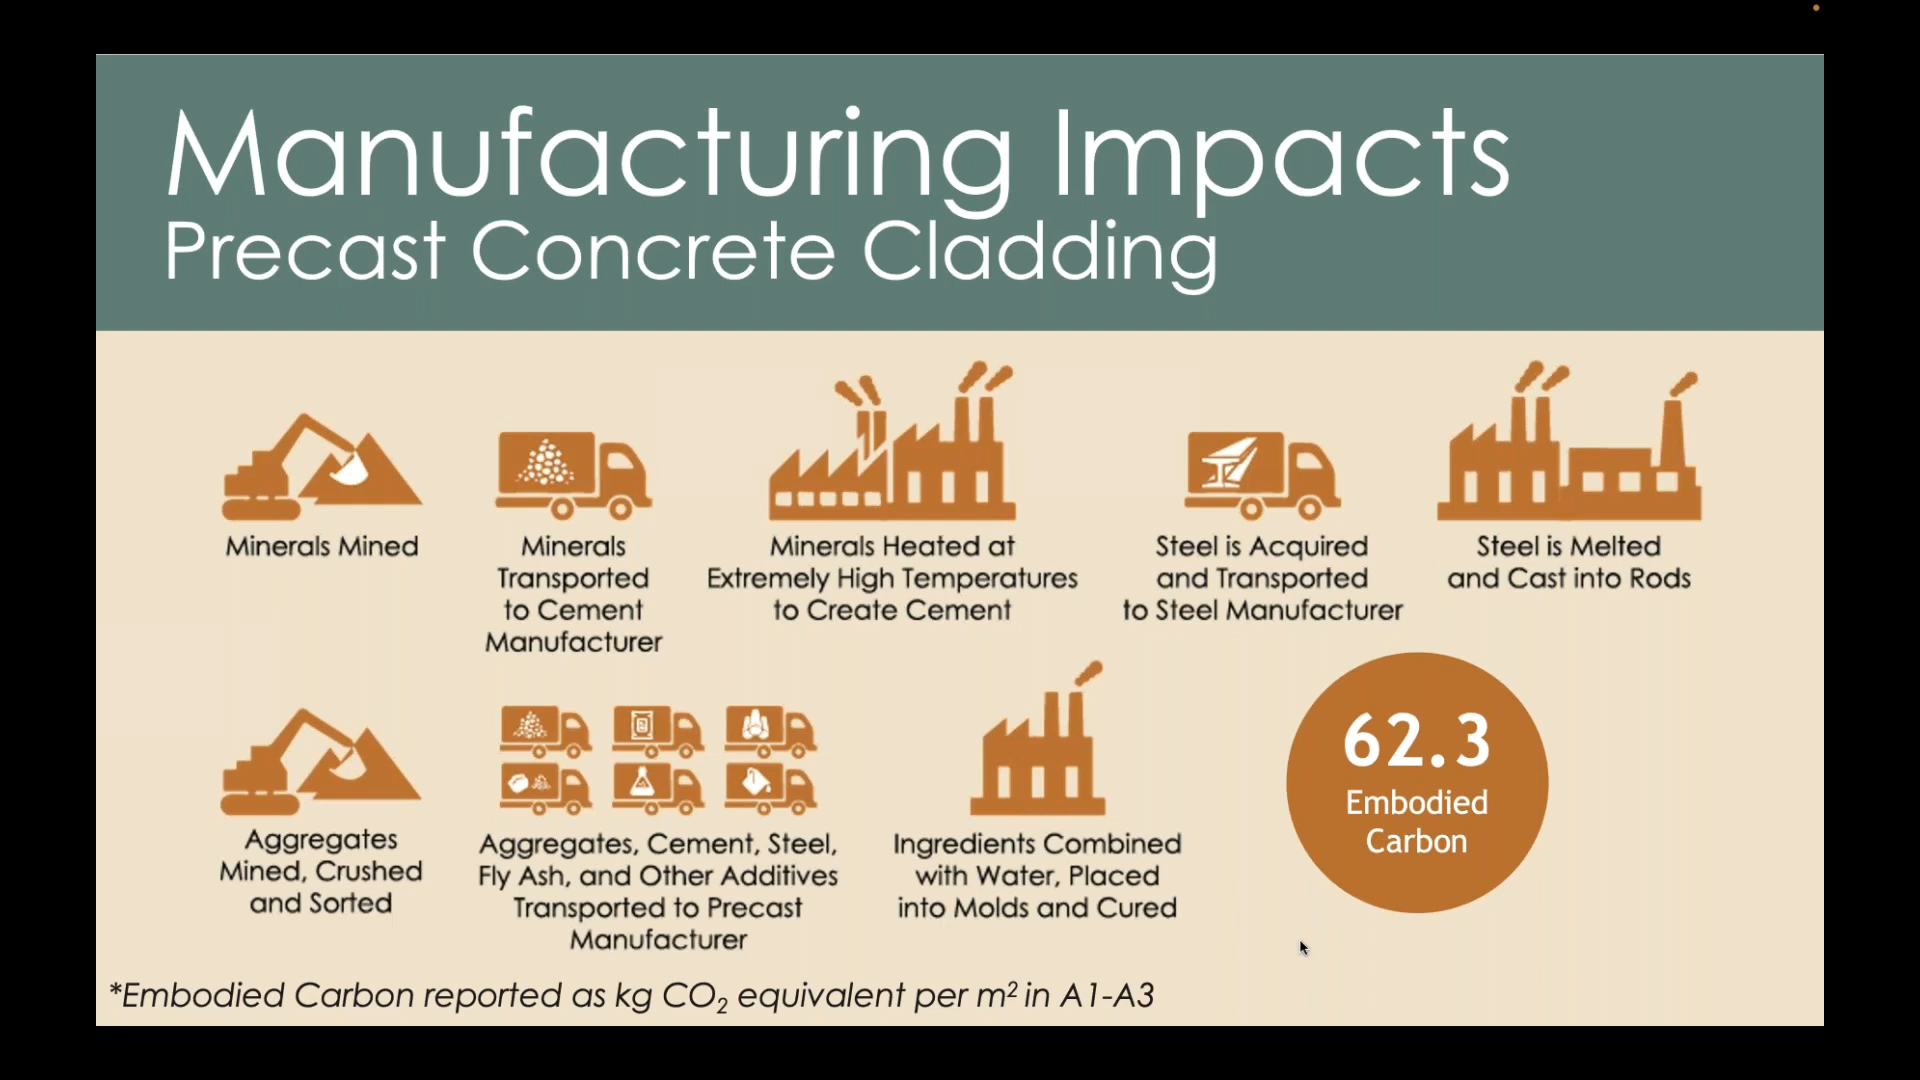 Manufacturing Impacts
Precast Concrete Cladding
Minerals Mined
Minerals
Transported
to Cement
Manufacturer
Minerals Heated at
Extremely High Temperatures
to Create Cement
Steel is Acquired
and Transported
to Steel Manufacturer
Steel is Melted
and Cast into Rods
Aggregates
Mined, Crushed
and Sorted
Aggregates, Cement, Steel,
Fly Ash, and Other Additives
Transported to Precast
Manufacturer
Ingredients Combined
with Water, Placed
into Molds and Cured
62.3
Embodied
Carbon
*Embodied Carbon reported as kg CO₂ equivalent per m² in A1-A3